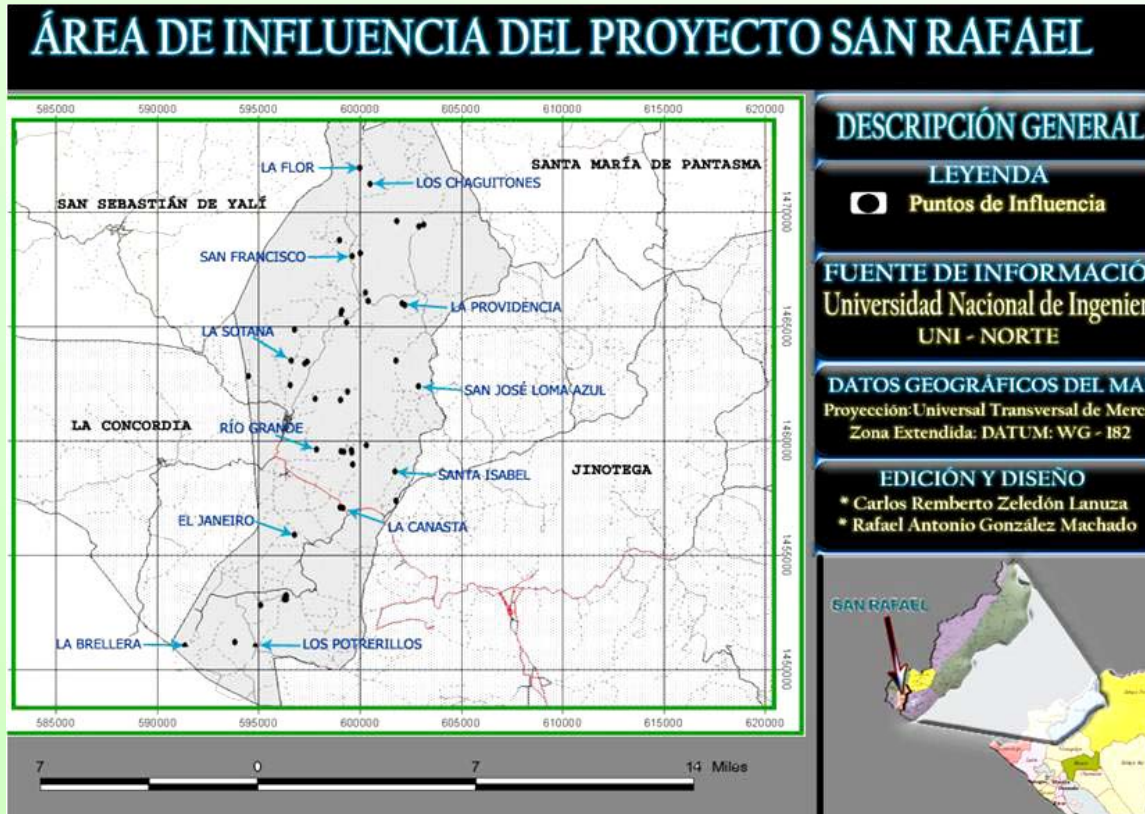 ÁREA DE INFLUENCIA DEL PROYECTO SAN RAFAEL
585000 590000 595000 600000 605000 610000 615000 620000
LA FLOR
SANTA MARÍA DE PANTASMA
LOS CHAGUITONES
SAN SEBASTIÁN DE YALÍ
1470000
SAN FRANCISCO
LA PROVIDENCIA
1465000
LA SOTANA
SAN JOSÉ LOMA AZUL
LA CONCORDIA
RÍO GRANDE
1460000
JINOTEGA
SANTA ISABEL
EL JANEIRO
LA CANASTA
1455000
LA BRELLERA
LOS POTRERILLOS
1450000
585000 590000 595000 600000 605000 610000 615000 620000
7 0 7 14 Miles
DESCRIPCIÓN GENERAL
LEYENDA
Puntos de Influencia
FUENTE DE INFORMACIÓ
Universidad Nacional de Ingenier
UNI - NORTE
DATOS GEOGRÁFICOS DEL MA
Proyección: Universal Transversal de Merc
Zona Extendida: DATUM: WG - 182
EDICIÓN Y DISEÑO
* Carlos Remberto Zeledón Lanuza
* Rafael Antonio González Machado
SAN RAFAEL